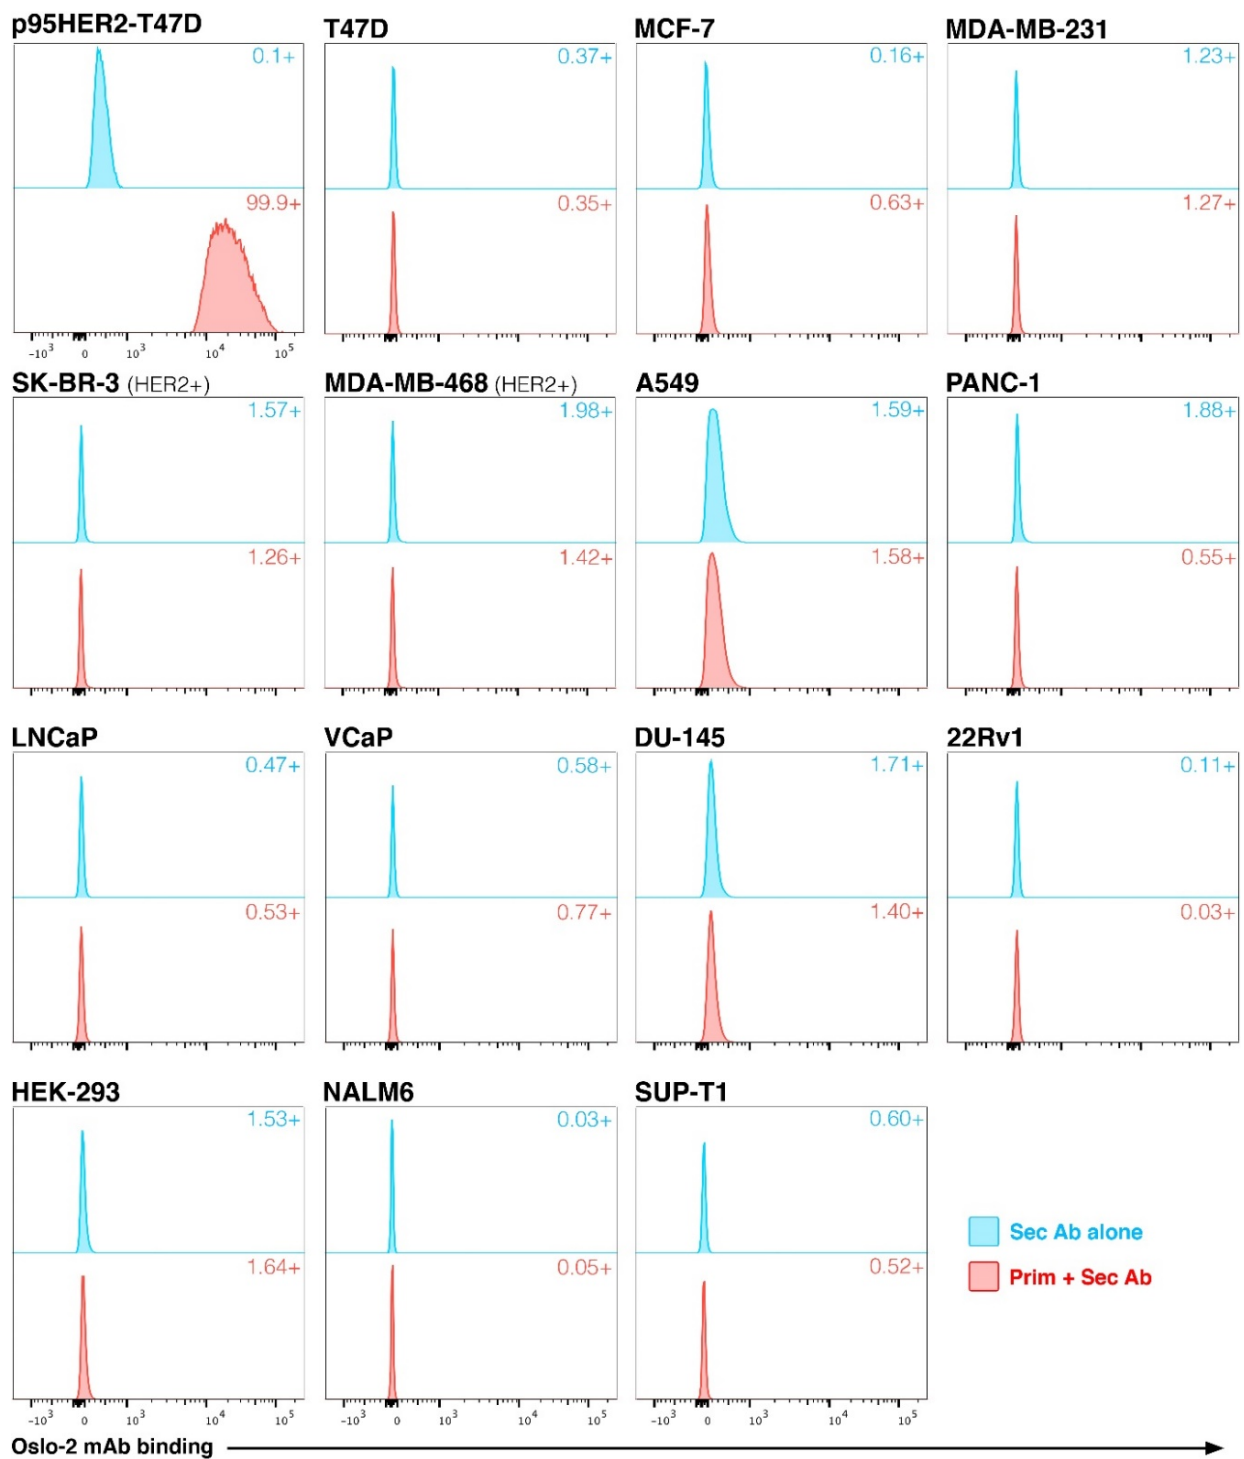 p95HER2-T47D T47D MCF-7 MDA-MB-231
0.1+ 0.37+ 0.16+ 1.23+
99.9+ 0.35+ 0.63+ 1.27+
-10³ 0 10³ 10⁴ 10⁵
SK-BR-3 (HER2+) MDA-MB-468 (HER2+) A549 PANC-1
1.57+ 1.98+ 1.59+ 1.88+
1.26+ 1.42+ 1.58+ 0.55+
LNCaP VCaP DU-145 22Rv1
0.47+ 0.58+ 1.71+ 0.11+
0.53+ 0.77+ 1.40+ 0.03+
HEK-293 NALM6 SUP-T1
1.53+ 0.03+ 0.60+
Sec Ab alone
1.64+ 0.05+ 0.52+
Prim + Sec Ab
-10³ 0 10³ 10⁴ 10⁵ -10³ 0 10³ 10⁴ 10⁵ -10³ 0 10³ 10⁴ 10⁵
Oslo-2 mAb binding